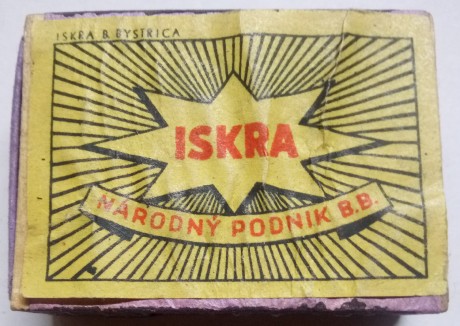 ISKRA B. BYSTRICA
ISKRA
NÁRODNÝ PODNIK B.B.